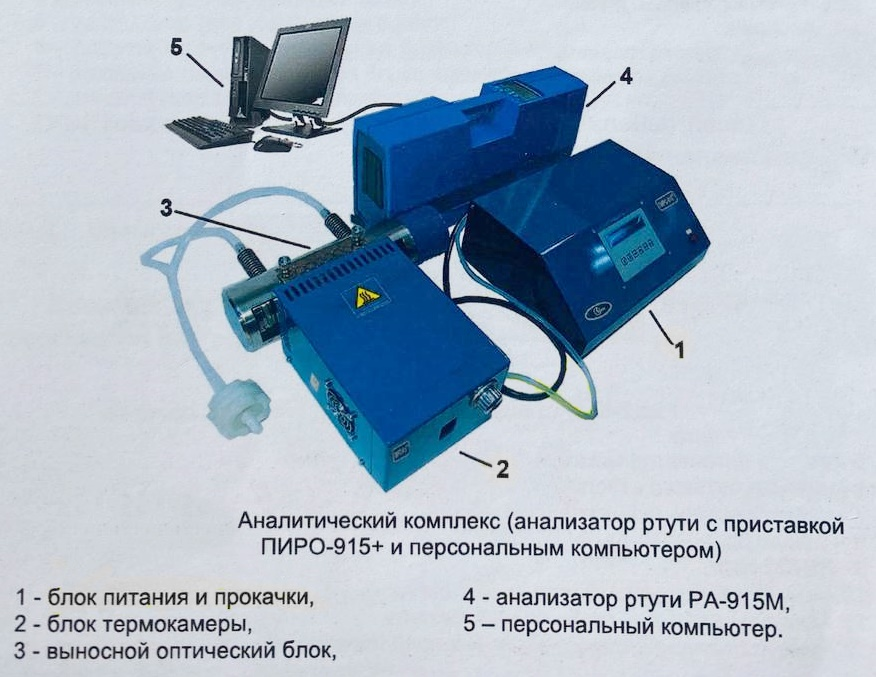 5
4
3
1
2
Аналитический комплекс (анализатор ртути с приставкой
ПИРО-915+ и персональным компьютером)
1 - блок питания и прокачки,
2 - блок термокамеры,
3 - выносной оптический блок,
4 - анализатор ртути РА-915М,
5 – персональный компьютер.